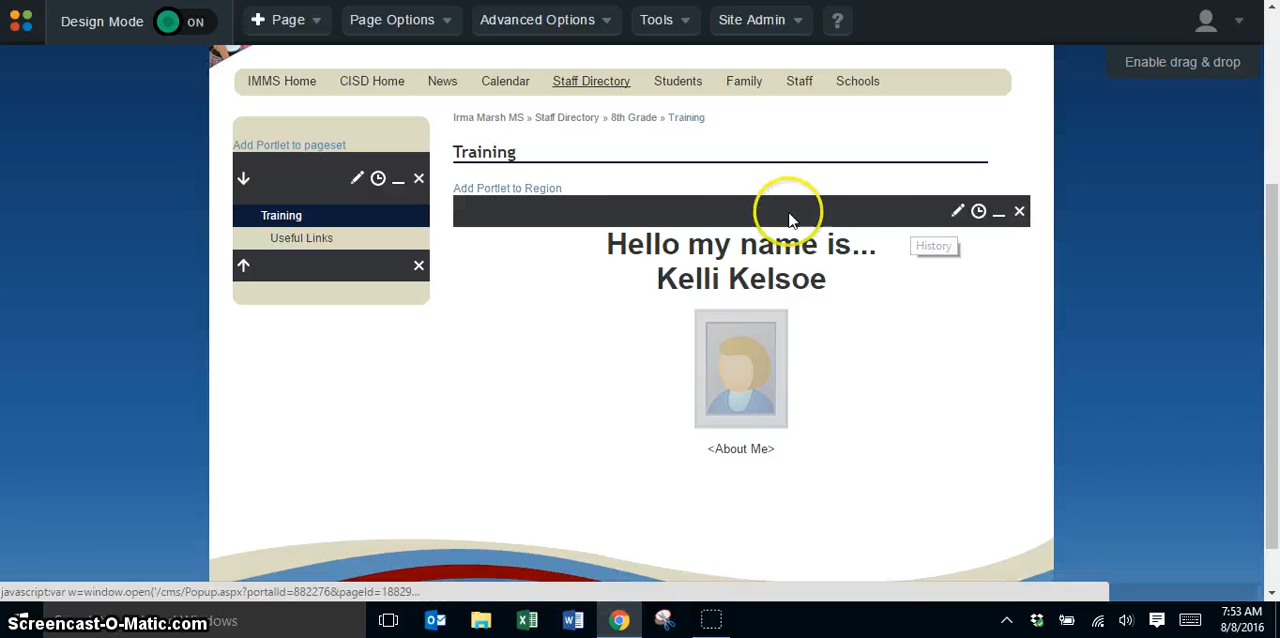 Design Mode ON + Page Page Options Advanced Options Tools Site Admin ?
Enable drag & drop
IMMS Home CISD Home News Calendar Staff Directory Students Family Staff Schools
Irma Marsh MS » Staff Directory » 8th Grade » Training
Add Portlet to pageset
Training
Add Portlet to Region
Training
Useful Links
History
Hello my name is...
Kelli Kelsoe
<About Me>
javascript:var w=window.open('/cms/Popup.aspx?portalId=882276&pageId=18829...
Screencast-O-Matic.com
Windows
7:53 AM
8/8/2016